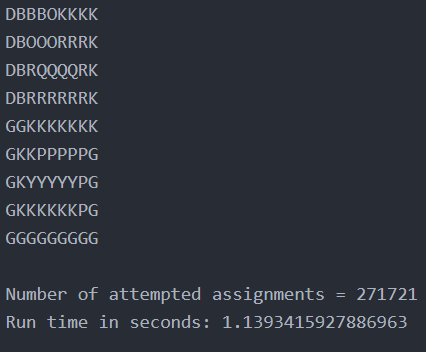 DBBBOKKKK
DBOOORRRK
DBRQQQQRK
DBRRRRRRK
GGKKKKKKK
GKKPPPPPG
GKYYYYYPG
GKKKKKKPG
GGGGGGGGG
Number of attempted assignments = 271721
Run time in seconds: 1.1393415927886963